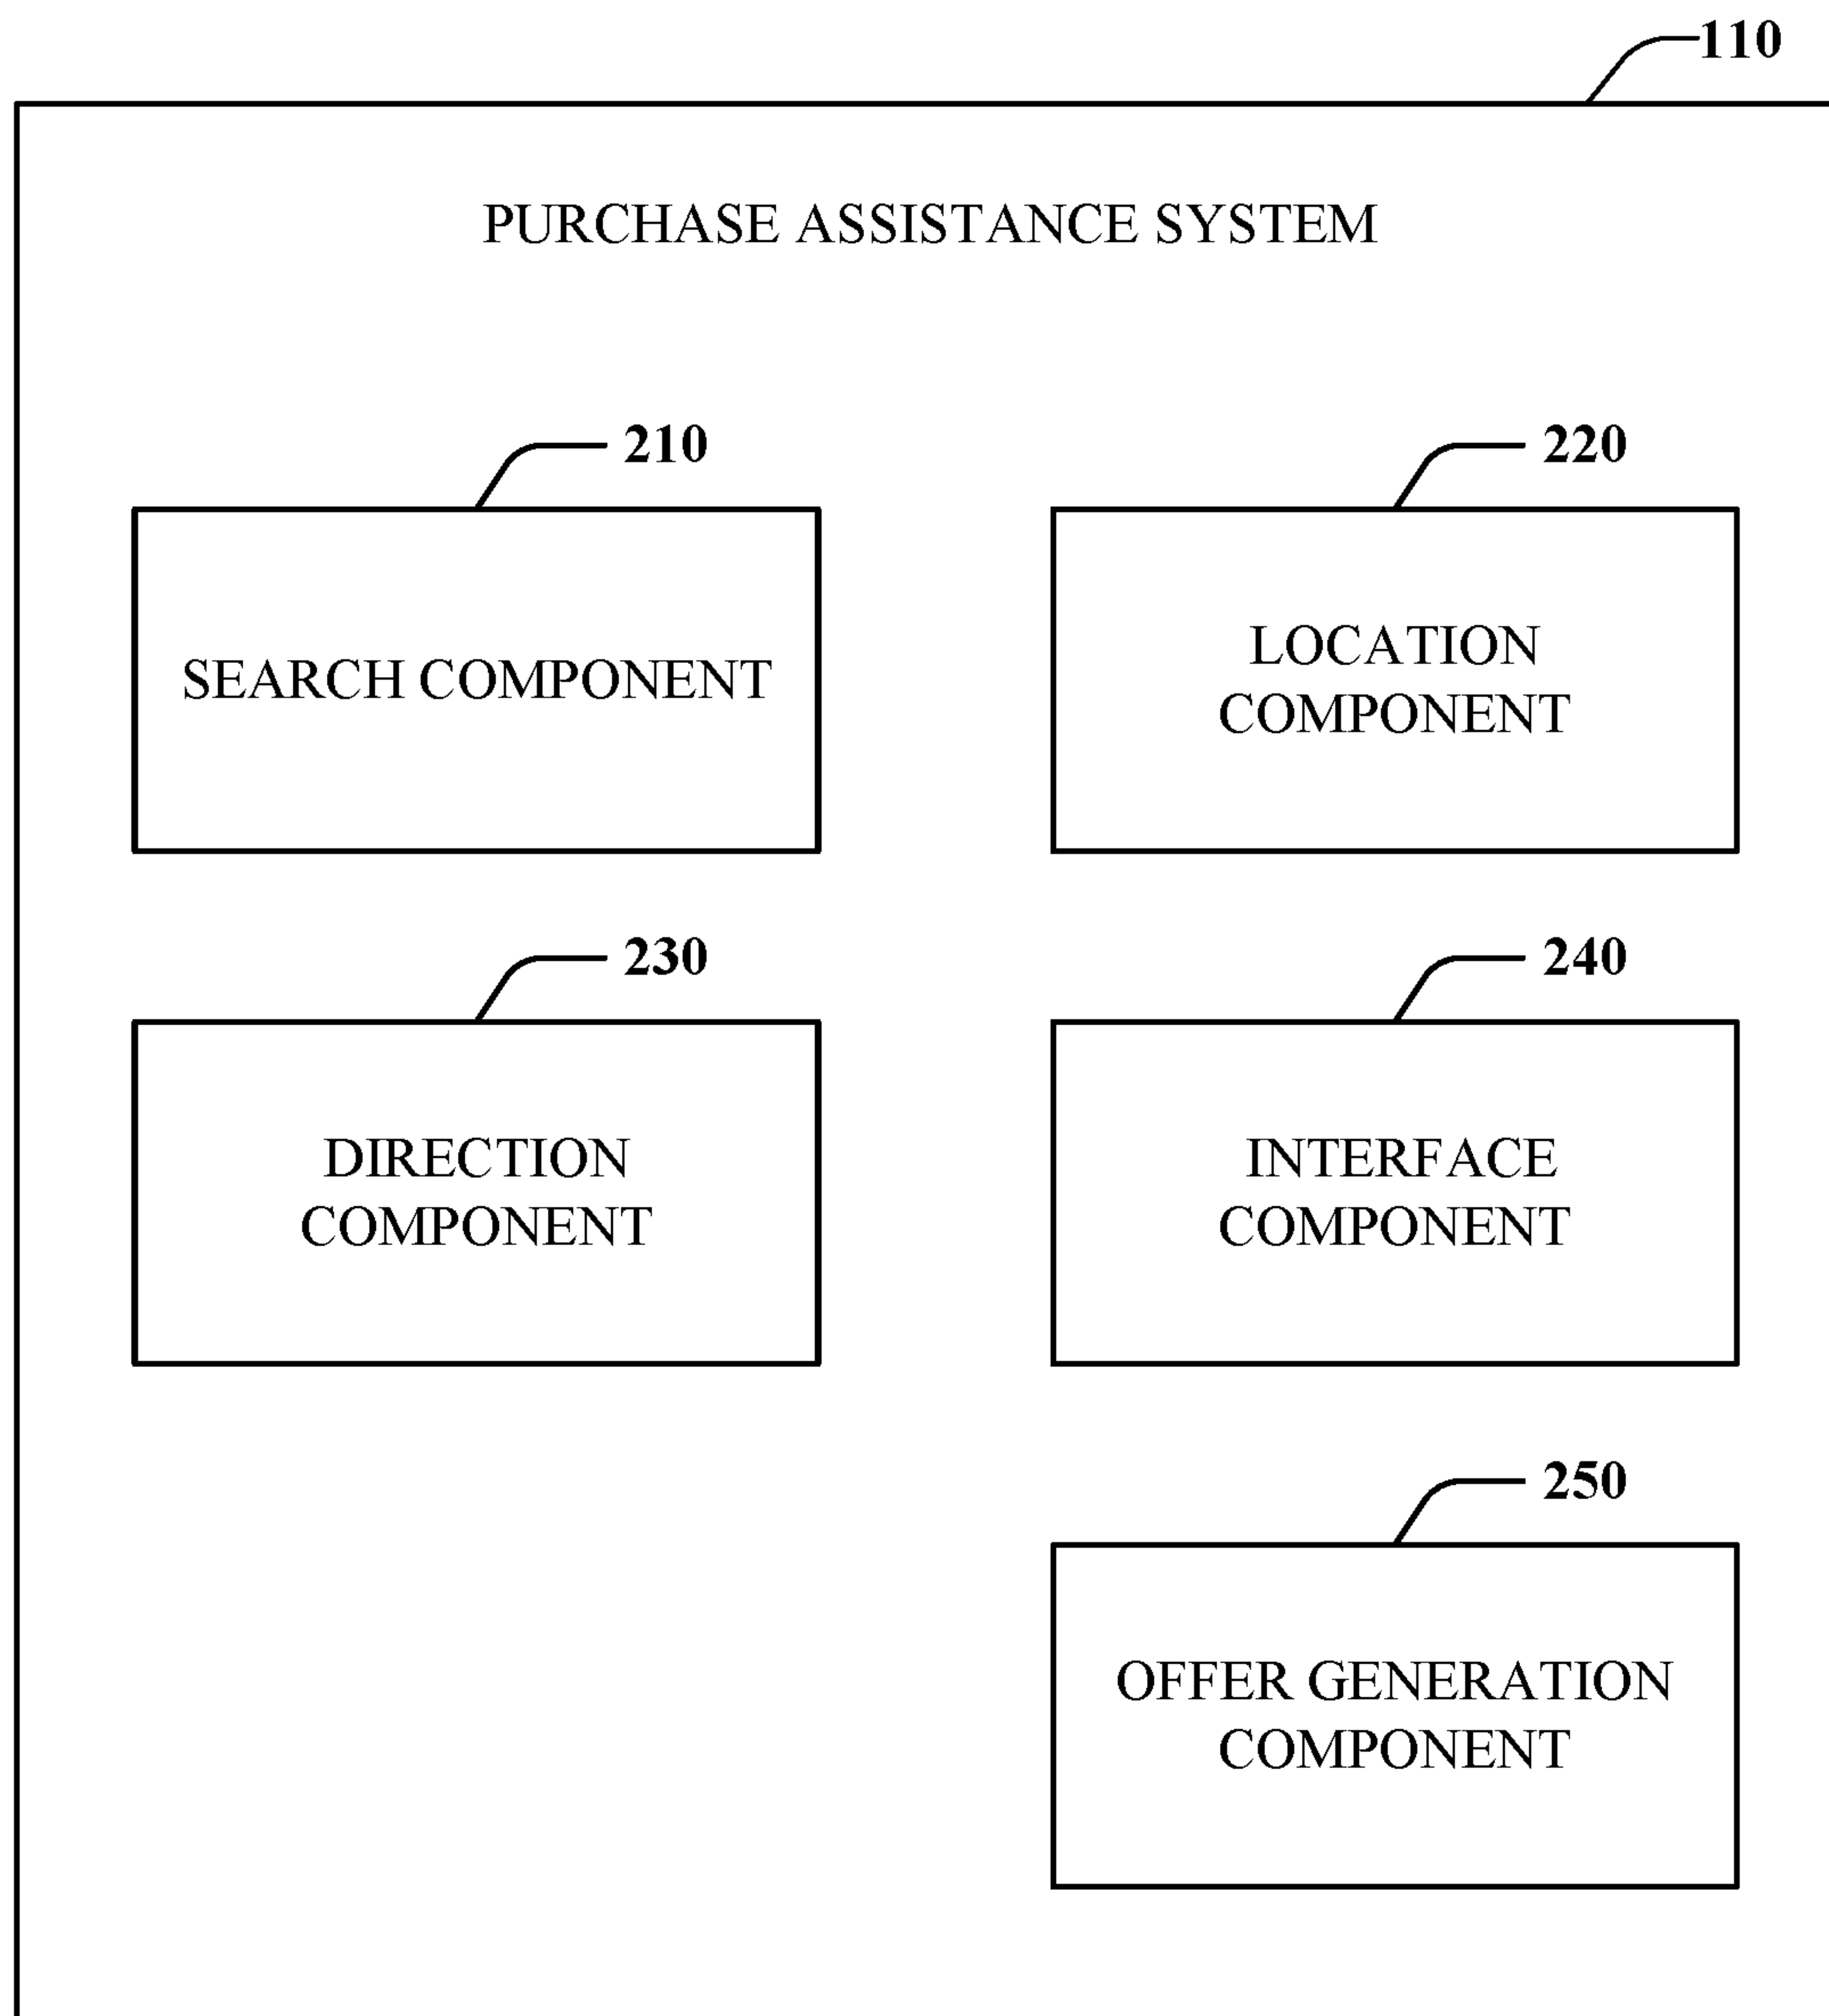 110
PURCHASE ASSISTANCE SYSTEM
210
220
SEARCH COMPONENT
LOCATION
COMPONENT
230
240
DIRECTION
COMPONENT
INTERFACE
COMPONENT
250
OFFER GENERATION
COMPONENT